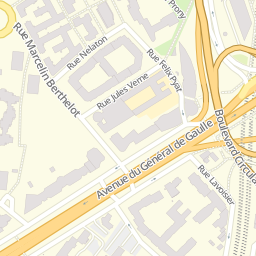 Prony
Rue Marcelin Berthelot
Rue Nélaton
Rue Félix Pyat
Rue Jules Verne
Boulevard Circula
Avenue du Général de Gaulle
Rue Lavoisier